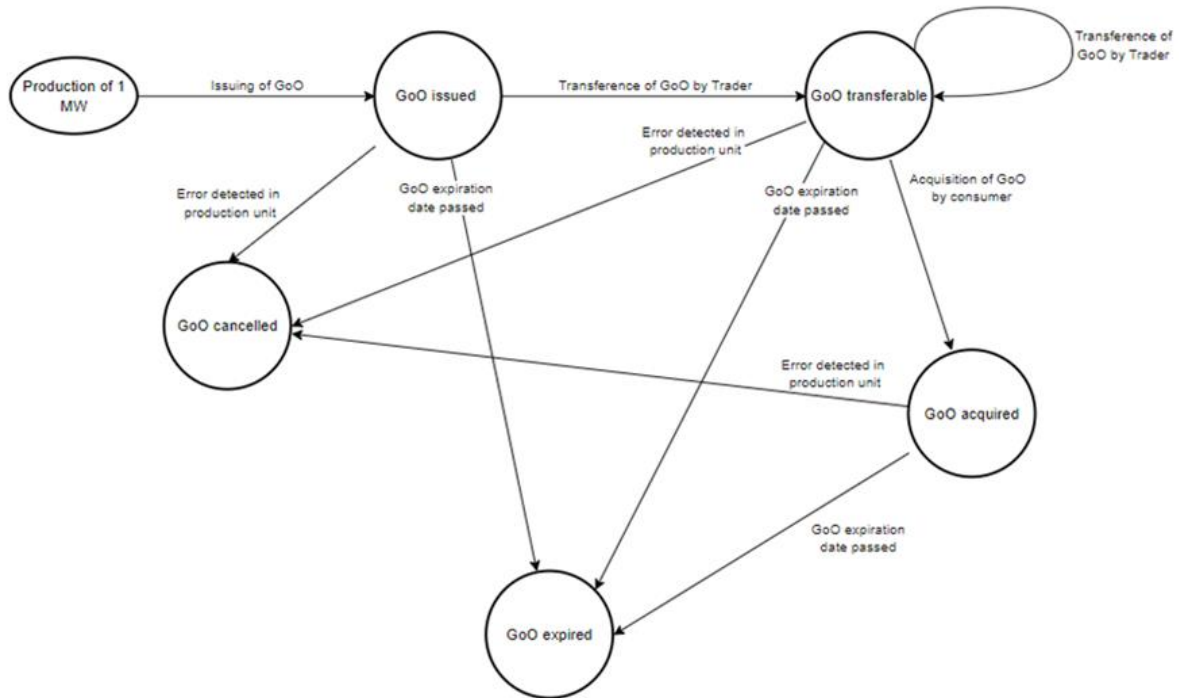 Transference of
GoO by Trader
Production of 1
MW
Issuing of GoO
GoO issued
Transference of GoO by Trader
GoO transferable
Error detected in
production unit
Error detected in
production unit
GoO expiration
date passed
GoO expiration
date passed
Acquisition of GoO
by consumer
GoO cancelled
Error detected in
production unit
GoO acquired
GoO expiration
date passed
GoO expired